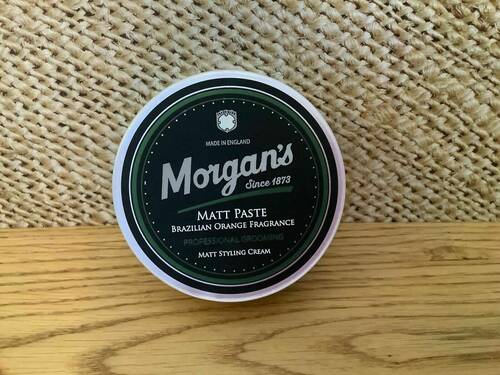 MADE IN ENGLAND
Morgan's
Since 1873
MATT PASTE
BRAZILIAN ORANGE FRAGRANCE
PROFESSIONAL GROOMING
MATT STYLING CREAM